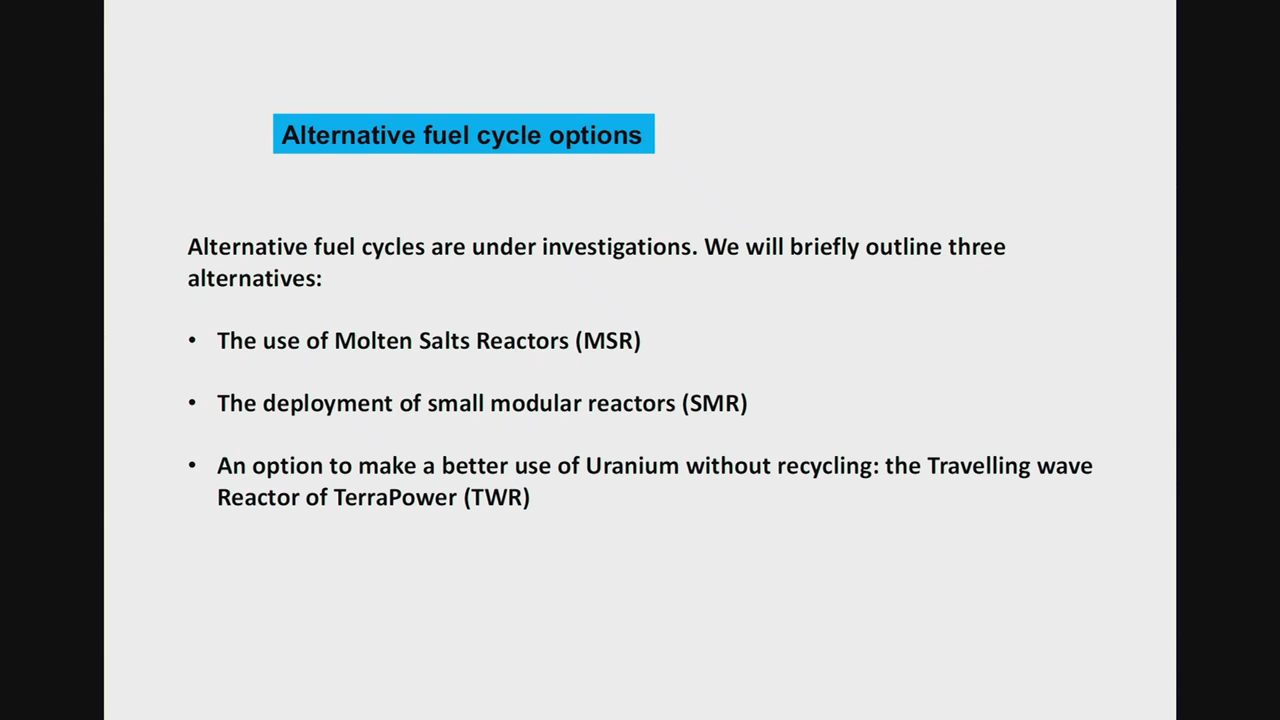 Alternative fuel cycle options
Alternative fuel cycles are under investigations. We will briefly outline three
alternatives:
• The use of Molten Salts Reactors (MSR)
• The deployment of small modular reactors (SMR)
• An option to make a better use of Uranium without recycling: the Travelling wave
Reactor of TerraPower (TWR)